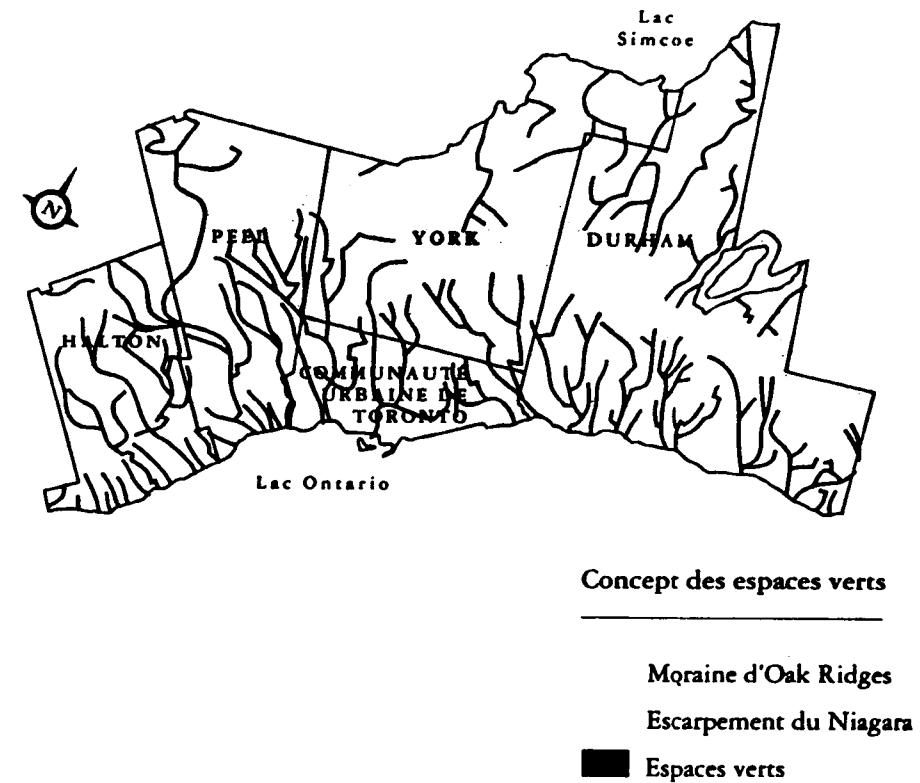 Lac
Simcoe
N
PEEL
YORK
DURHAM
HALTON
COMMUNAUTÉ
URBAINE DE
TORONTO
Lac Ontario
Concept des espaces verts
Moraine d'Oak Ridges
Escarpement du Niagara
Espaces verts